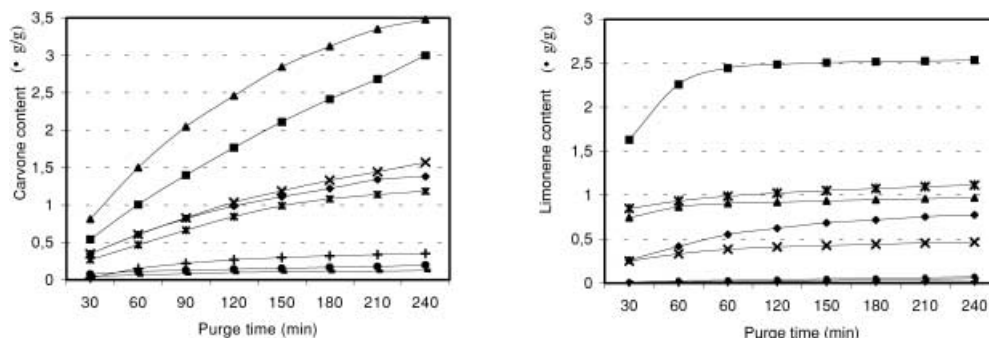 Carvone content (• g/g)
3,5
3
2,5
2
1,5
1
0,5
0
30 60 90 120 150 180 210 240
Purge time (min)
Limonene content (• g/g)
3
2,5
2
1,5
1
0,5
0
30 60 60 120 150 180 210 240
Purge time (min)